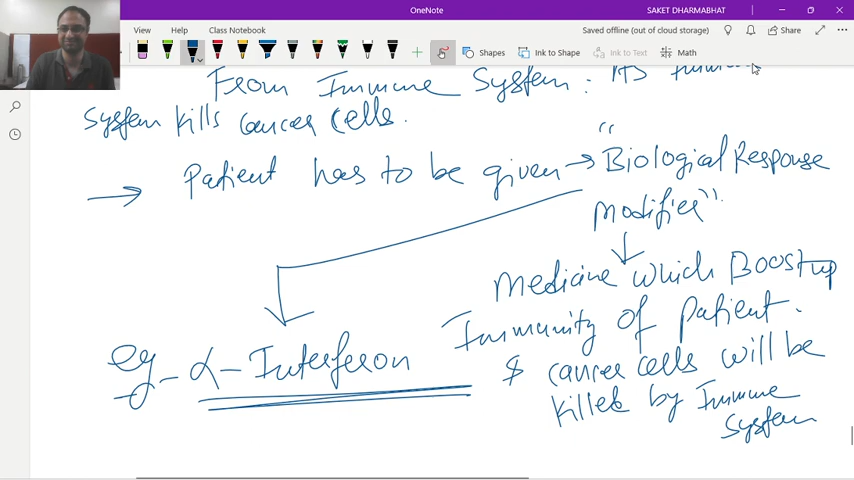 OneNote
SAKET DHARMABHAT
View Help Class Notebook
Saved offline (out of cloud storage)
Share
Shapes
Ink to Shape
Ink to Text
Math
From Immune System. As Immune
System kills cancer cells.
→ Patient has to be given → "Biological Response
Modifier".
Medicine which Boost up
Immunity of patient.
& cancer cells will be
killed by Immune
System
eg - α - Interferon